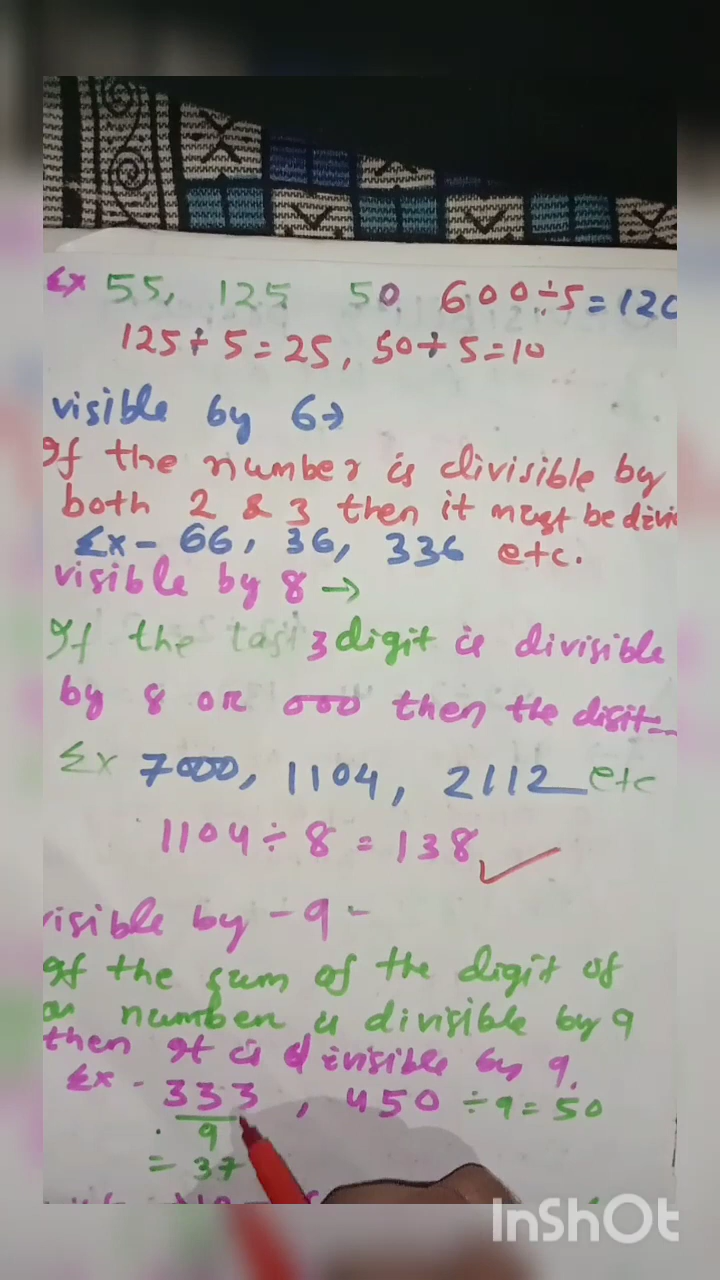 Ex 55, 125 50 600÷5=120
125÷5=25, 50÷5=10
visible by 6→
If the number is divisible by
both 2 & 3 then it must be divi
Ex- 66, 36, 336 etc.
visible by 8→
If the last 3 digit is divisible
by 8 or 000 then the digit
Ex 7000, 1104, 2112 etc
1104÷8=138
visible by -9-
If the sum of the digit of
an number is divisible by 9
then It is divisible by 9.
Ex- 333, 450÷9=50
9
=37
InShOt